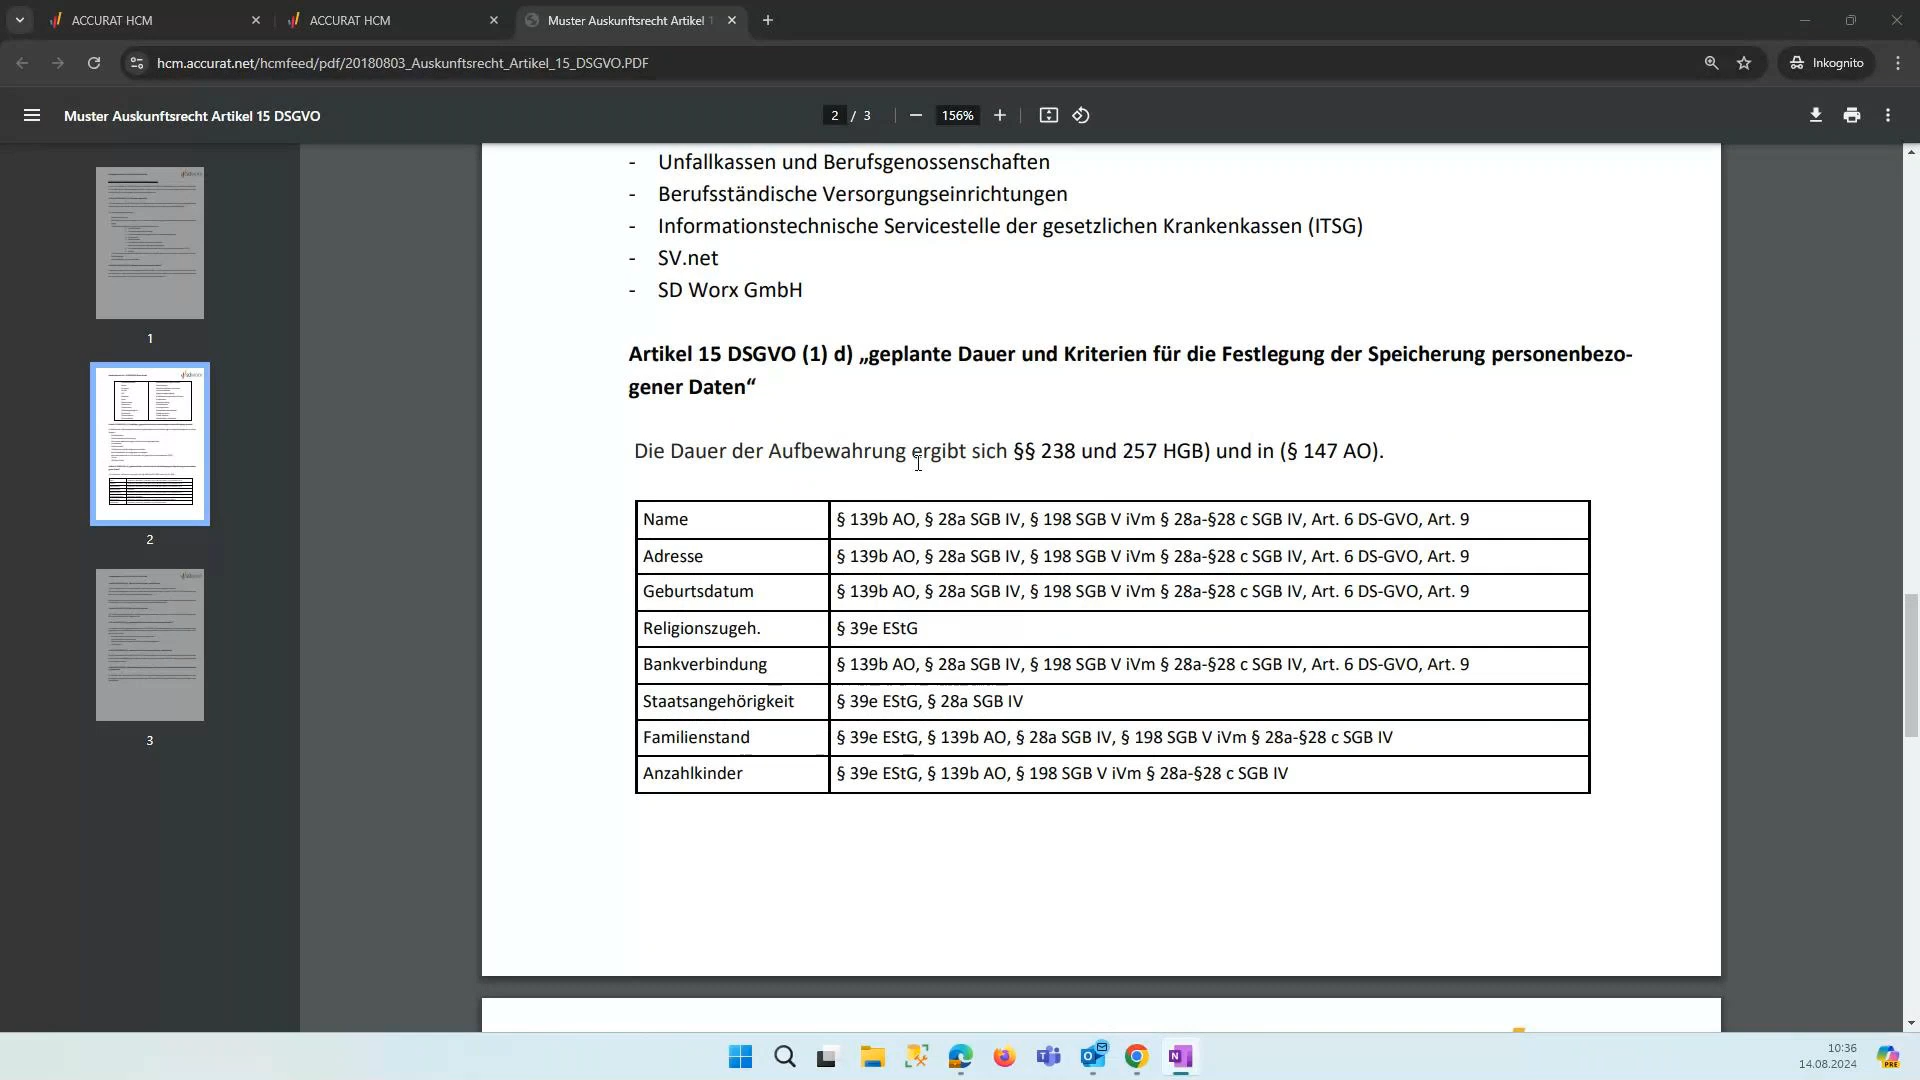 ACCURAT HCM
ACCURAT HCM
Muster Auskunftsrecht Artikel 1
hcm.accurat.net/hcmfeed/pdf/20180803_Auskunftsrecht_Artikel_15_DSGVO.PDF
Inkognito
Muster Auskunftsrecht Artikel 15 DSGVO
2 / 3
156%
1
2
3
- Unfallkassen und Berufsgenossenschaften
- Berufsständische Versorgungseinrichtungen
- Informationstechnische Servicestelle der gesetzlichen Krankenkassen (ITSG)
- SV.net
- SD Worx GmbH
Artikel 15 DSGVO (1) d) „geplante Dauer und Kriterien für die Festlegung der Speicherung personenbezo-
gener Daten“
Die Dauer der Aufbewahrung ergibt sich §§ 238 und 257 HGB) und in (§ 147 AO).
Name § 139b AO, § 28a SGB IV, § 198 SGB V iVm § 28a-§28 c SGB IV, Art. 6 DS-GVO, Art. 9
Adresse § 139b AO, § 28a SGB IV, § 198 SGB V iVm § 28a-§28 c SGB IV, Art. 6 DS-GVO, Art. 9
Geburtsdatum § 139b AO, § 28a SGB IV, § 198 SGB V iVm § 28a-§28 c SGB IV, Art. 6 DS-GVO, Art. 9
Religionszugeh. § 39e EStG
Bankverbindung § 139b AO, § 28a SGB IV, § 198 SGB V iVm § 28a-§28 c SGB IV, Art. 6 DS-GVO, Art. 9
Staatsangehörigkeit § 39e EStG, § 28a SGB IV
Familienstand § 39e EStG, § 139b AO, § 28a SGB IV, § 198 SGB V iVm § 28a-§28 c SGB IV
Anzahlkinder § 39e EStG, § 139b AO, § 198 SGB V iVm § 28a-§28 c SGB IV
10:36
14.08.2024
PRE